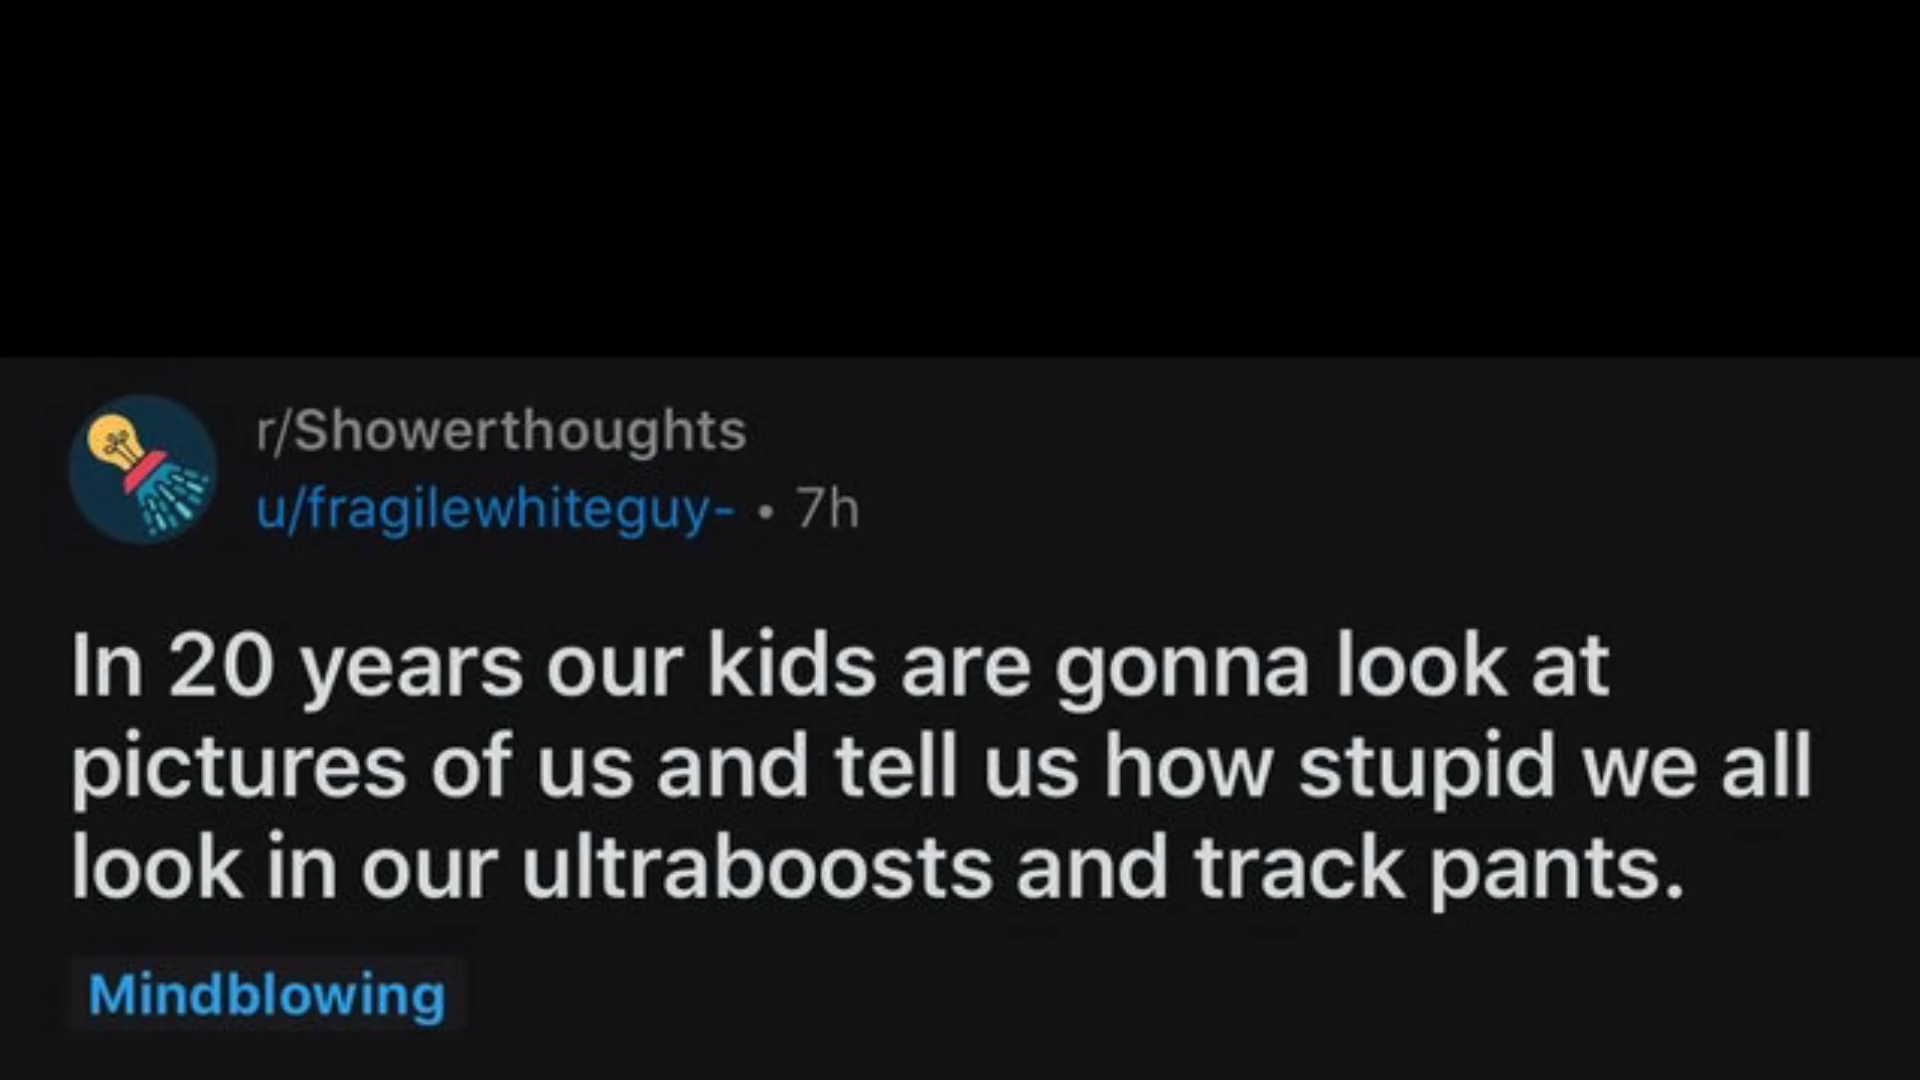 r/Showerthoughts
u/fragilewhiteguy- • 7h
In 20 years our kids are gonna look at
pictures of us and tell us how stupid we all
look in our ultraboosts and track pants.
Mindblowing